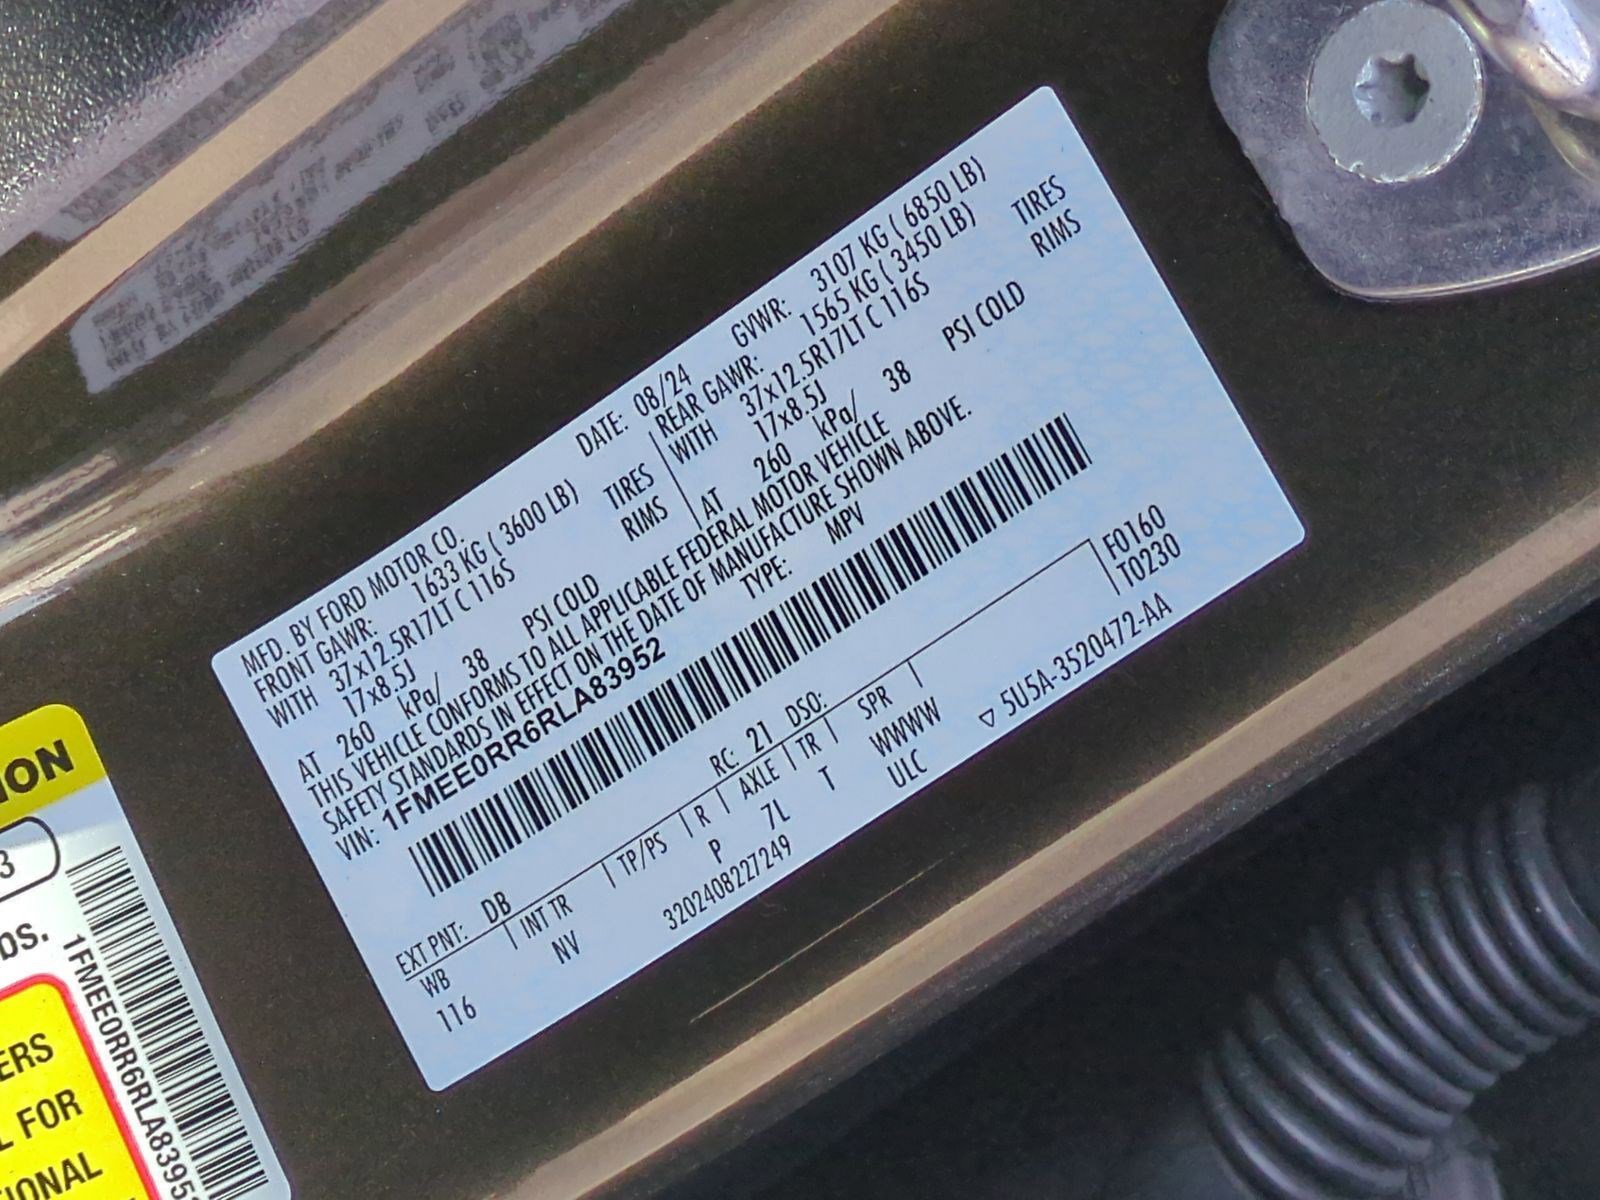 MFD. BY FORD MOTOR CO. DATE: 08/24 GVWR: 3107 KG ( 6850 LB)
FRONT GAWR: 1633 KG ( 3600 LB) REAR GAWR: 1565 KG ( 3450 LB)
WITH 37x12.5R17LT C 116S TIRES WITH 37x12.5R17LT C 116S TIRES
17x8.5J RIMS 17x8.5J RIMS
AT 260 kPa/ 38 PSI COLD AT 260 kPa/ 38 PSI COLD
THIS VEHICLE CONFORMS TO ALL APPLICABLE FEDERAL MOTOR VEHICLE
SAFETY STANDARDS IN EFFECT ON THE DATE OF MANUFACTURE SHOWN ABOVE.
VIN: 1FMEE0RR6RLA83952 TYPE: MPV
EXT PNT: DB RC: 21 DSO: F0160
WB | INT TR | TP/PS | R | AXLE | TR | SPR | T0230
116 NV P 7L T WWWW
3202408227249 ULC ▽ 5U5A-3520472-AA
ION
3
1FMEE0RR6RLA8395
ERS
L FOR
IONAL